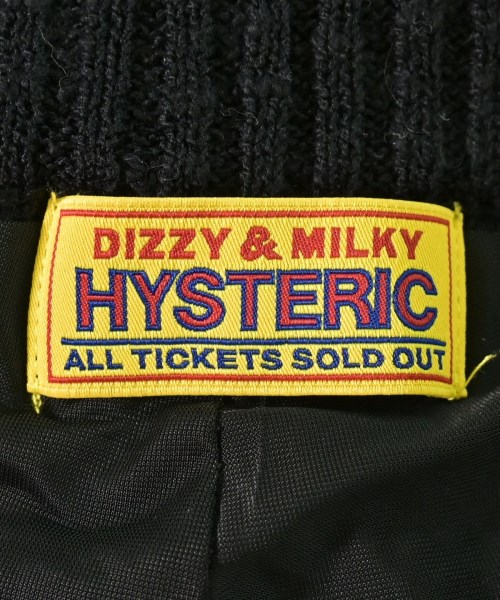 DIZZY & MILKY
HYSTERIC
ALL TICKETS SOLD OUT